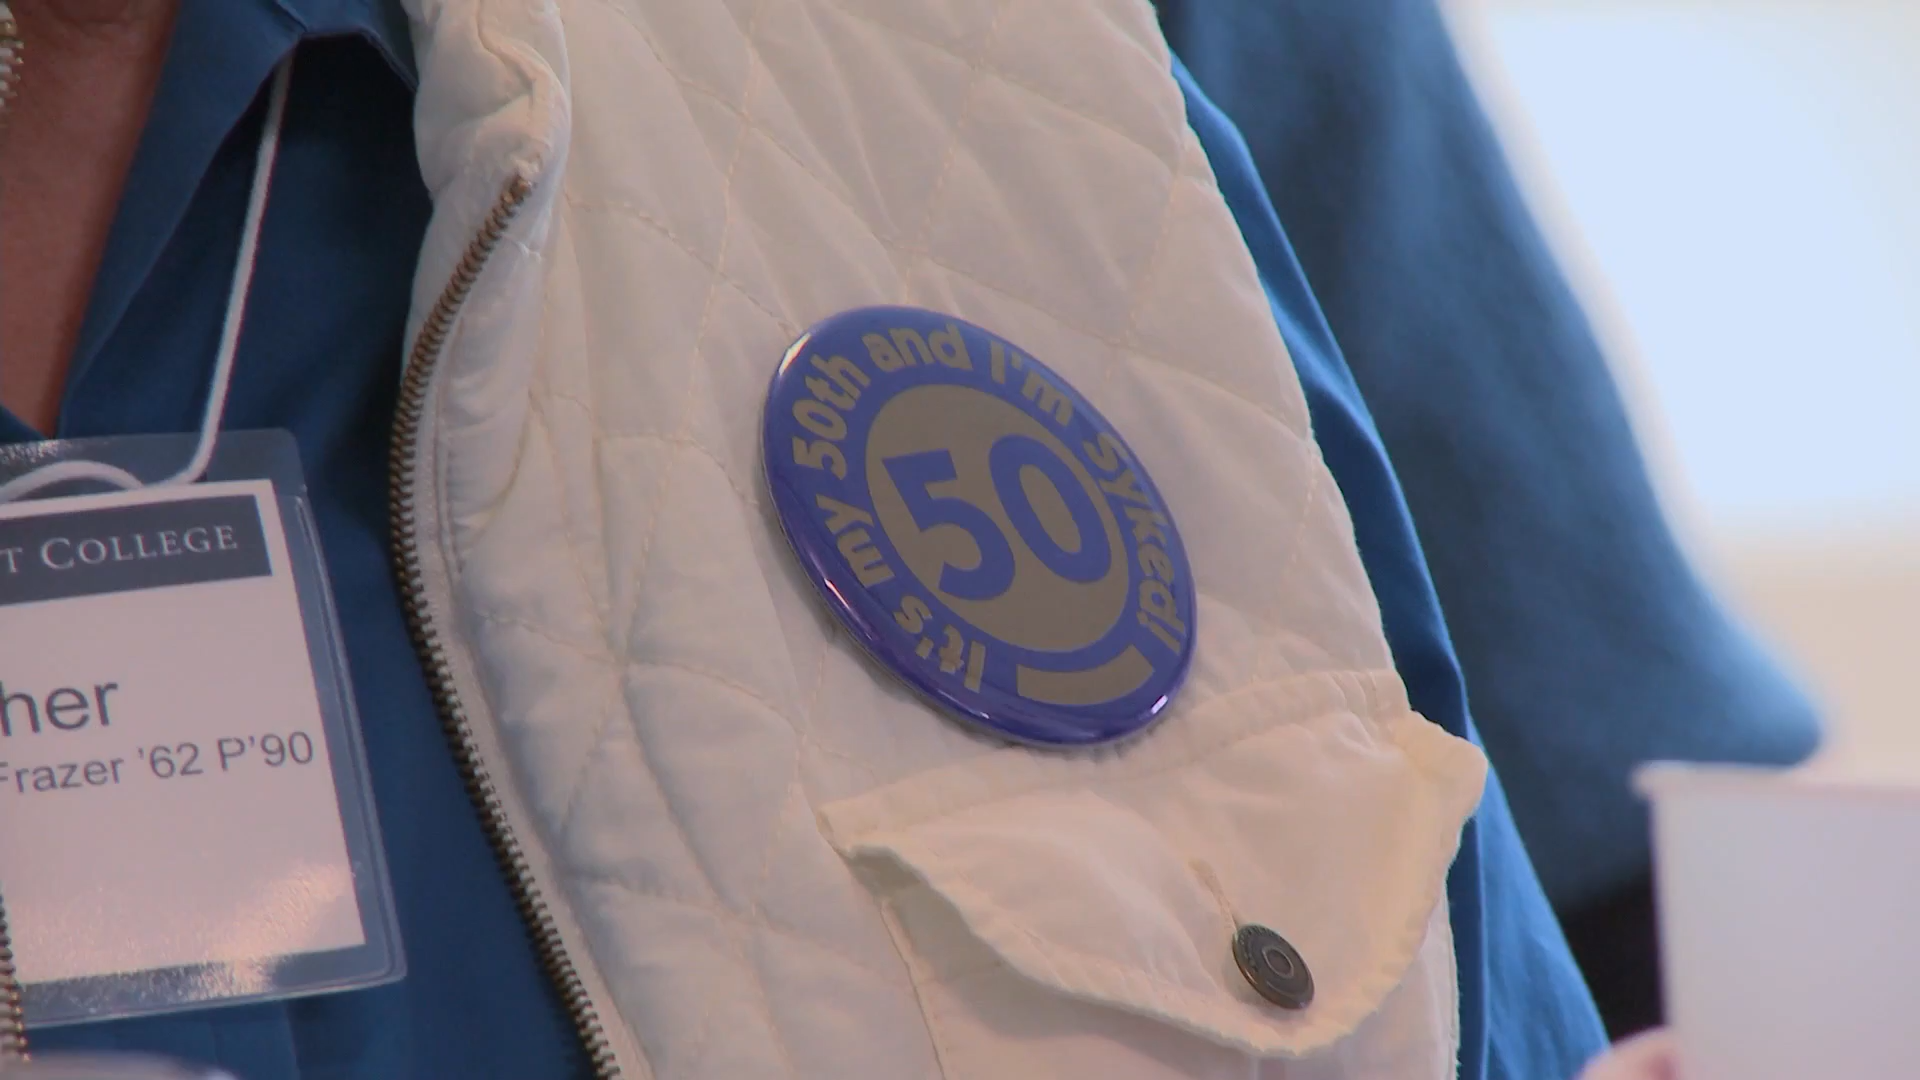 T COLLEGE
her
Frazer '62 P'90
It's my 50th and I'm SYKed!
50